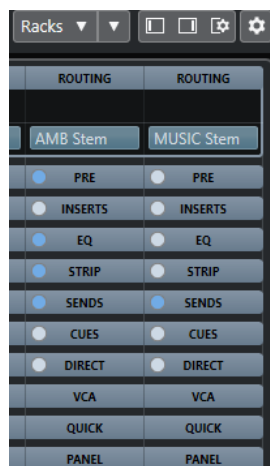 Racks
ROUTING ROUTING
AMB Stem MUSIC Stem
PRE PRE
INSERTS INSERTS
EQ EQ
STRIP STRIP
SENDS SENDS
CUES CUES
DIRECT DIRECT
VCA VCA
QUICK QUICK
PANEL PANEL